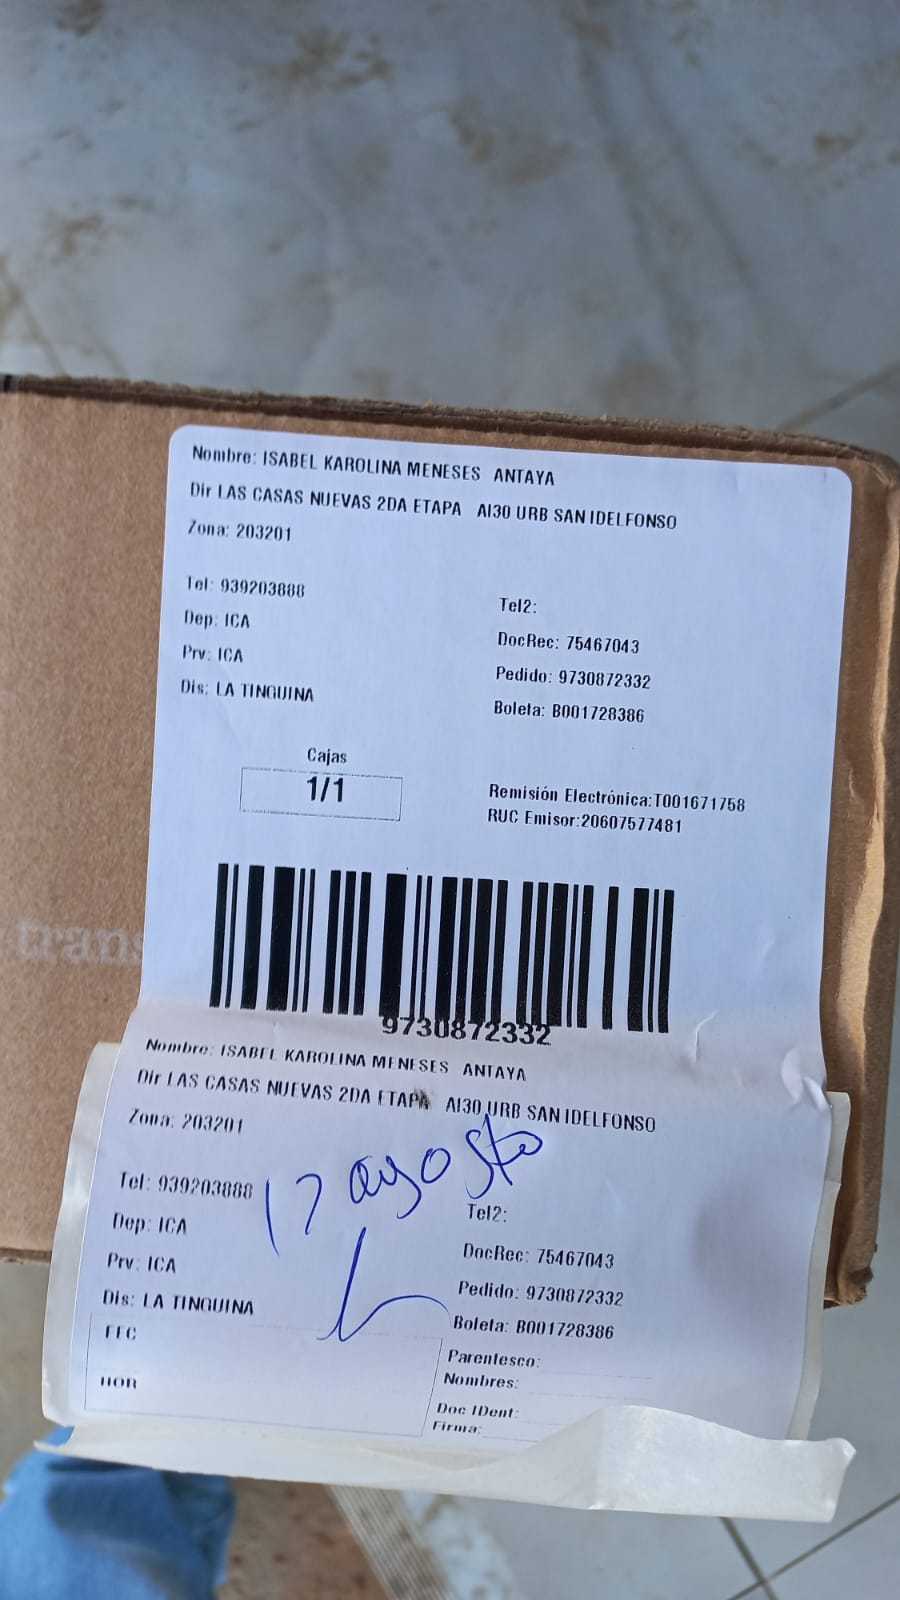 Nombre: ISABEL KAROLINA MENESES ANTAYA
Dir LAS CASAS NUEVAS 2DA ETAPA AI30 URB SAN IDELFONSO
Zona: 203201
Tel: 939203888
Tel2:
Dep: ICA
DocRec: 75467043
Prv: ICA
Pedido: 9730872332
Dis: LA TINGUINA
Boleta: B001728386
Cajas
1/1
Remisión Electrónica:T001671758
RUC Emisor:20607577481
trans
9730872332
Nombre: ISABEL KAROLINA MENESES ANTAYA
Dir LAS CASAS NUEVAS 2DA ETAPA AI30 URB SAN IDELFONSO
Zona: 203201
17 agosto
Tel: 939203888
Tel2:
Dep: ICA
DocRec: 75467043
Prv: ICA
Pedido: 9730872332
Dis: LA TINGUINA
Boleta: B001728386
FEC
Parentesco:
Nombres:
HOR
Doc IDent:
Firma: